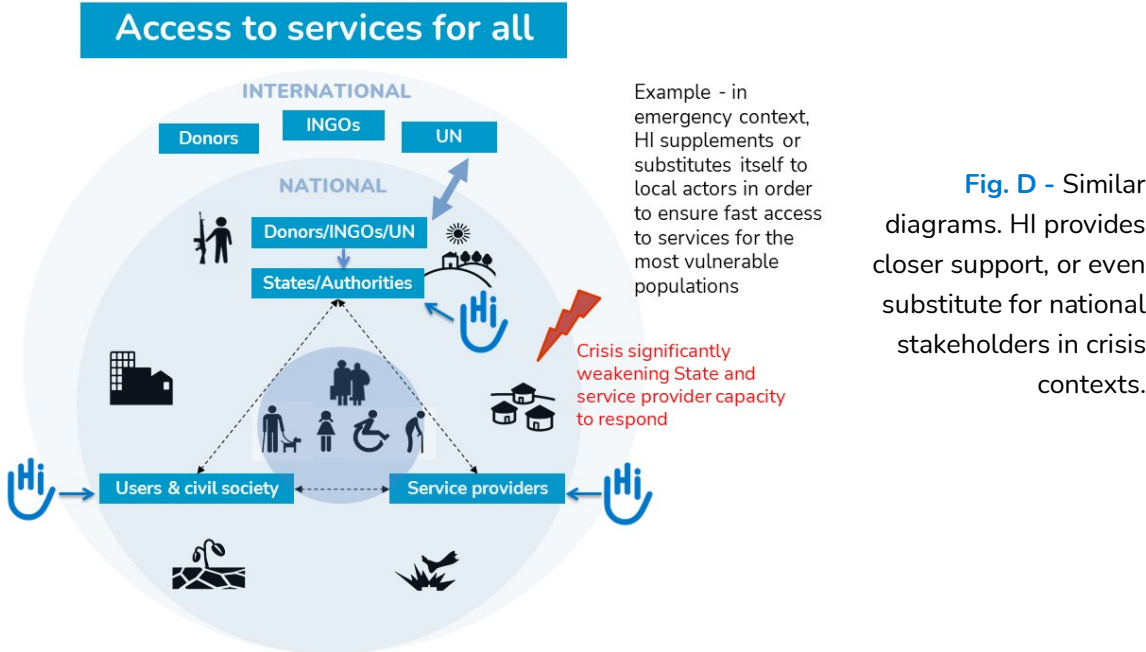 Access to services for all
INTERNATIONAL
Donors
INGOs
UN
NATIONAL
Donors/INGOs/UN
States/Authorities
Hi
Users & civil society
Service providers
Hi
Hi
Example - in
emergency context,
HI supplements or
substitutes itself to
local actors in order
to ensure fast access
to services for the
most vulnerable
populations
Crisis significantly
weakening State and
service provider capacity
to respond
Fig. D - Similar
diagrams. HI provides
closer support, or even
substitute for national
stakeholders in crisis
contexts.